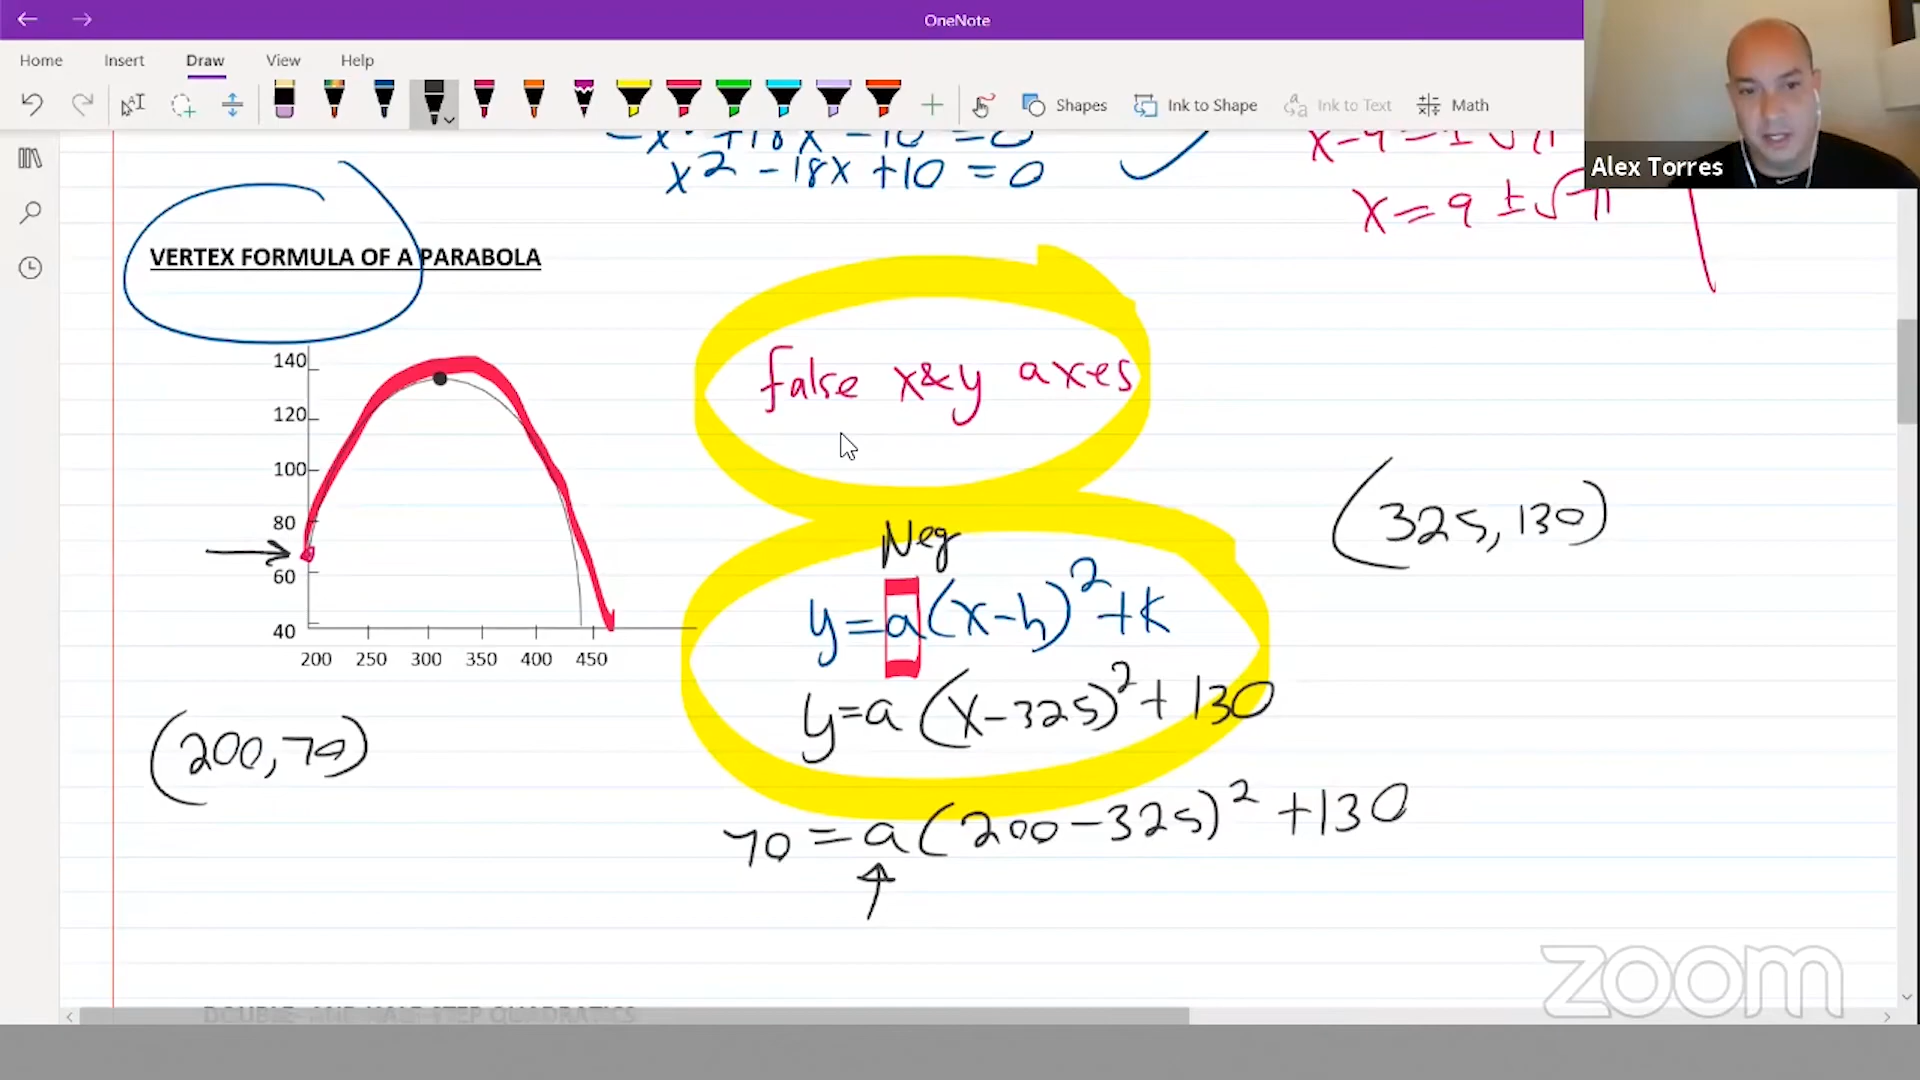 OneNote
Home Insert Draw View Help
Shapes Ink to Shape Ink to Text Math
Alex Torres
x² - 18x + 10 = 0
x = 9 ± √71
VERTEX FORMULA OF A PARABOLA
false x&y axes
140
120
100
80
60
40
200 250 300 350 400 450
(325, 130)
Neg
y = a(x-h)² + k
y = a(x-325)² + 130
(200, 70)
70 = a(200-325)² + 130
zoom